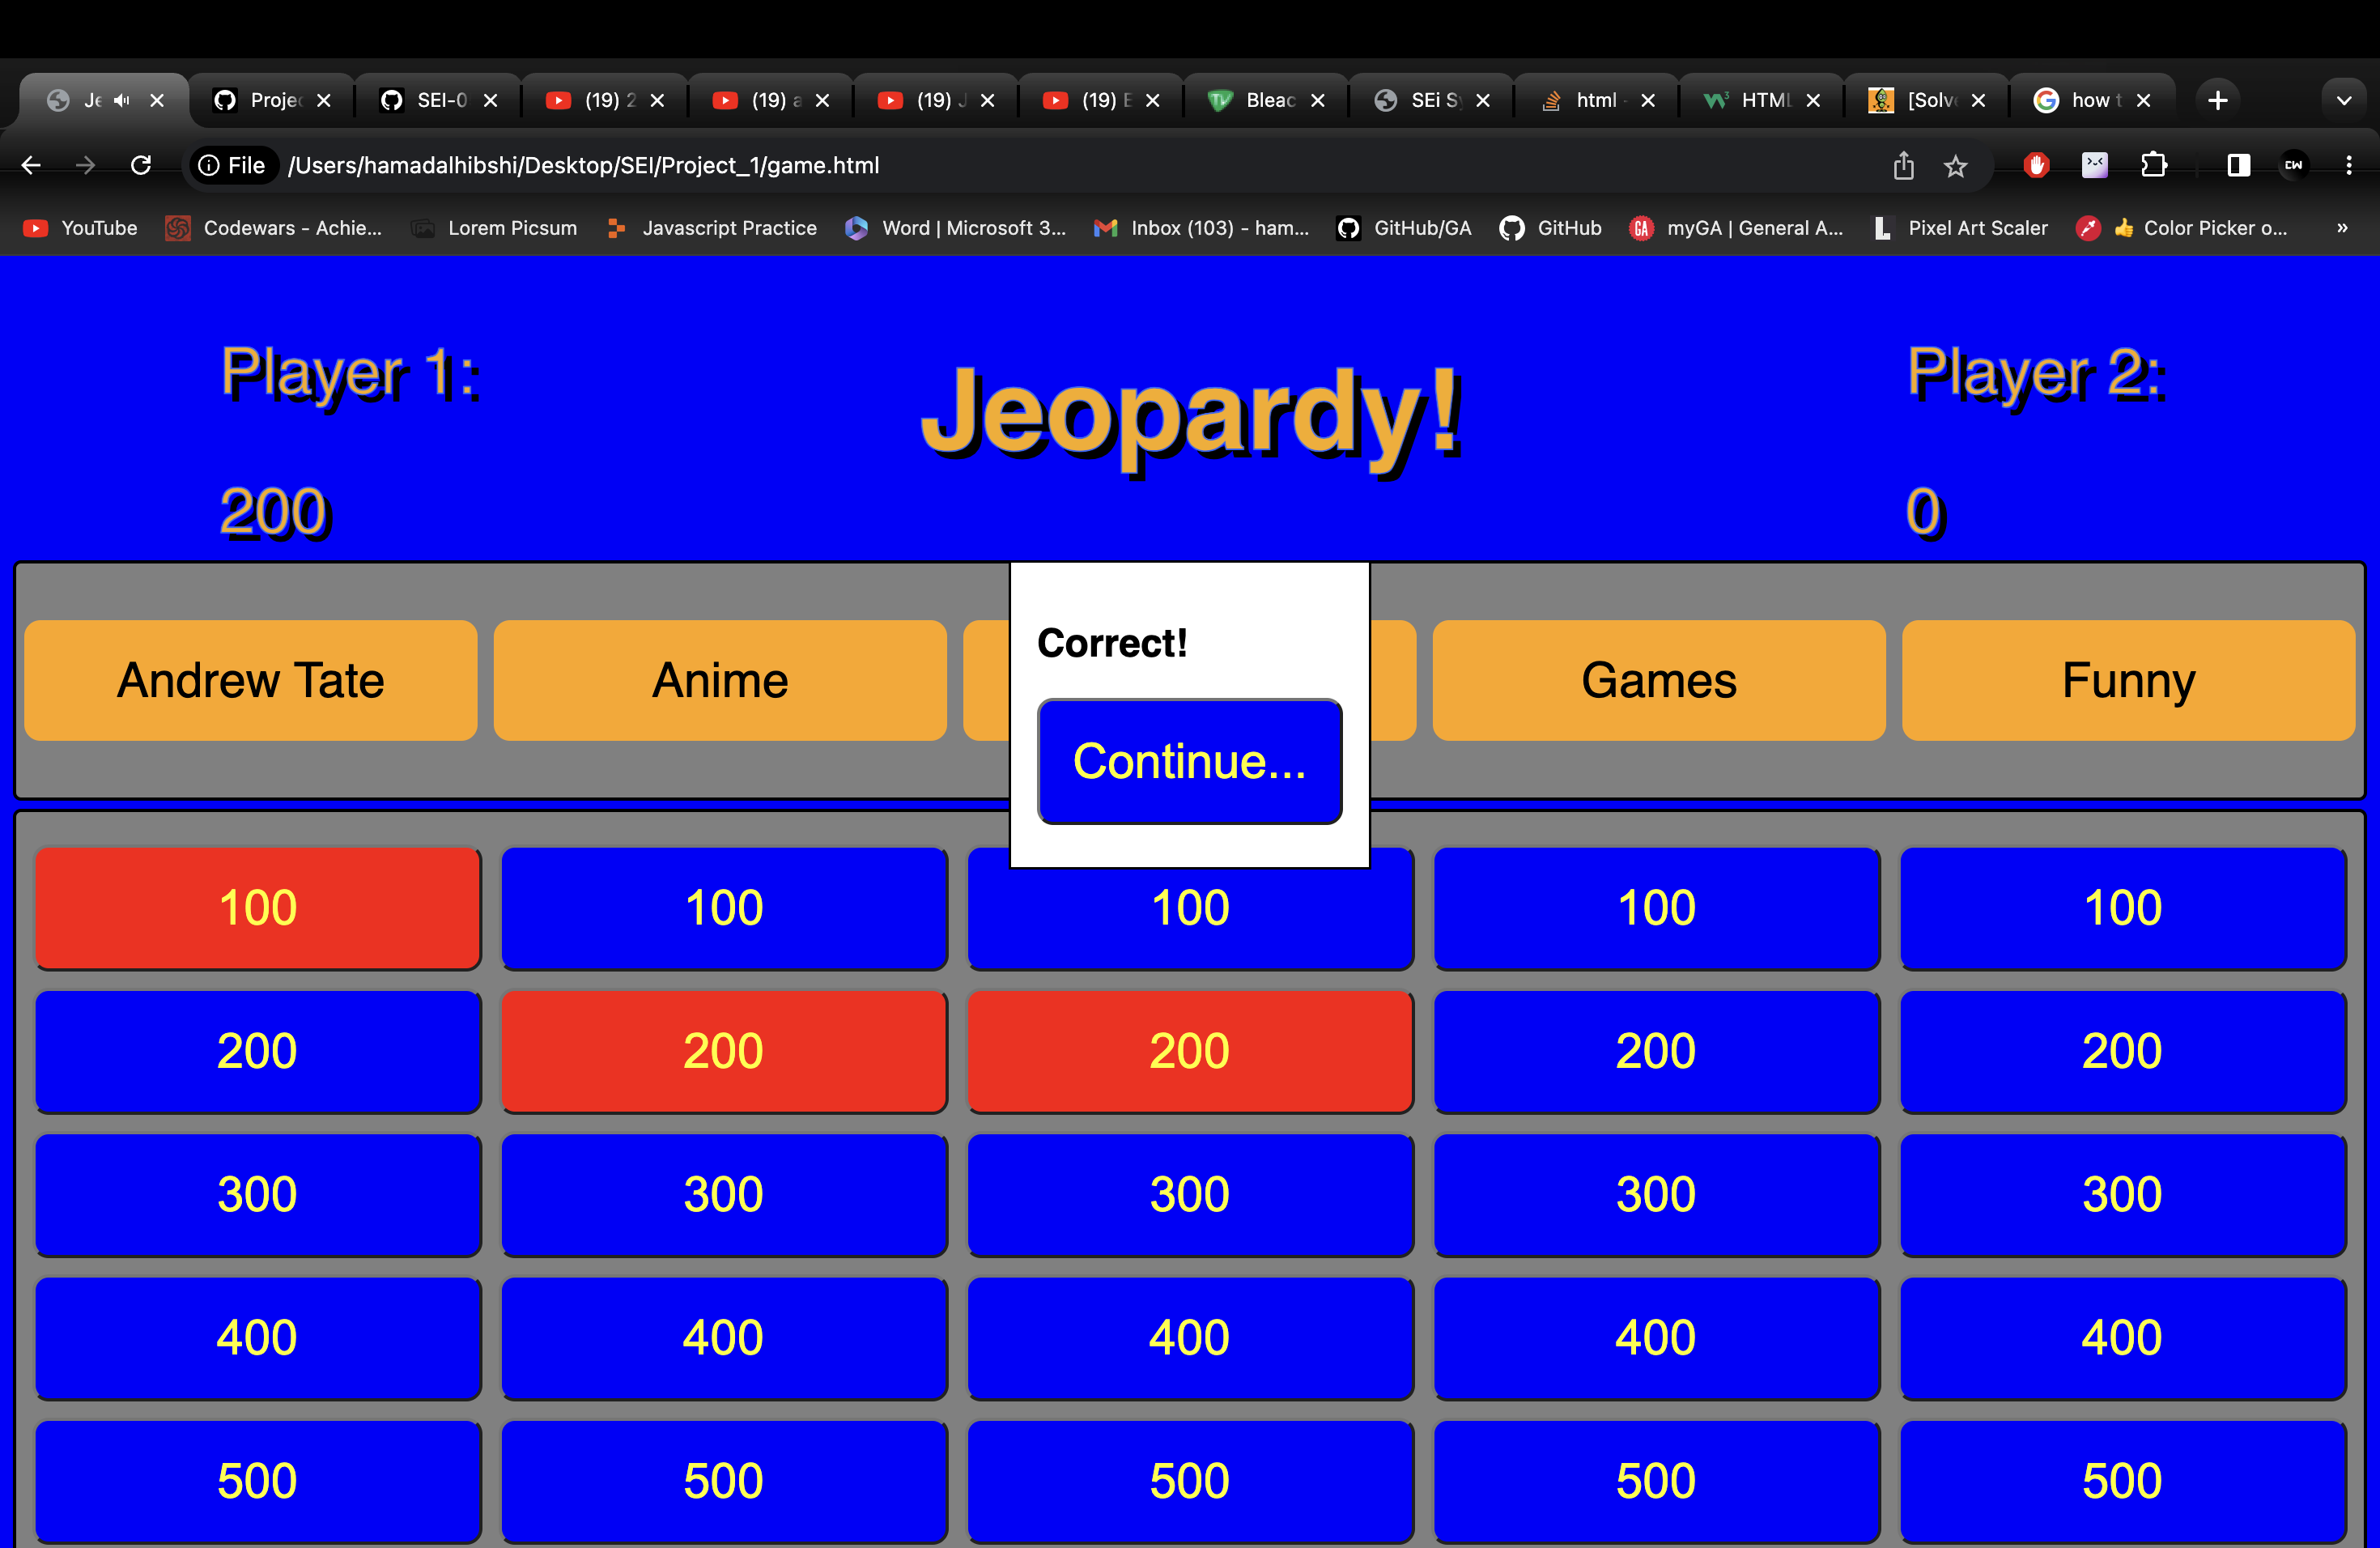 Je
Projec
SEI-0
(19) 2
(19) a
(19) J
(19) E
Bleac
SEi S
html -
HTML
[Solve
how t
File /Users/hamadalhibshi/Desktop/SEI/Project_1/game.html
YouTube Codewars - Achie... Lorem Picsum Javascript Practice Word | Microsoft 3... Inbox (103) - ham... GitHub/GA GitHub myGA | General A... Pixel Art Scaler 👍 Color Picker o... »
Player 1:
200
Jeopardy!
Player 2:
0
Andrew Tate Anime Games Funny
Correct!
Continue...
100 100 100 100 100
200 200 200 200 200
300 300 300 300 300
400 400 400 400 400
500 500 500 500 500